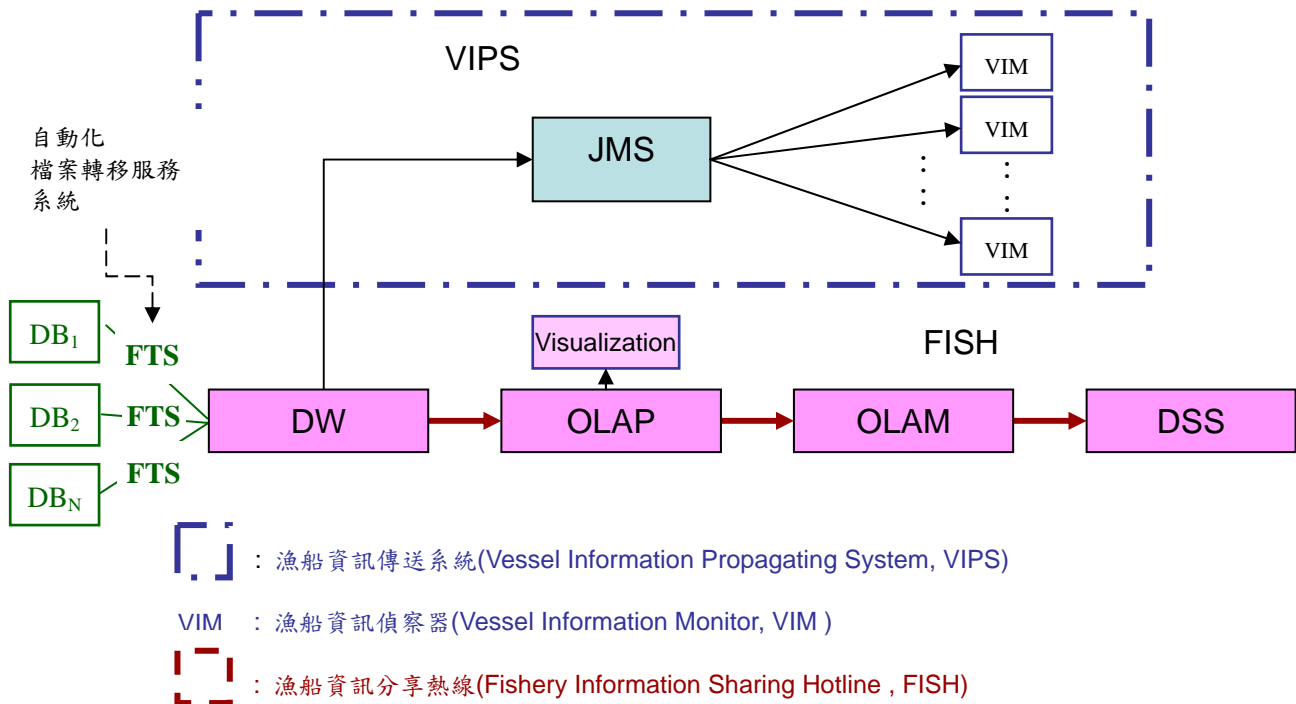 VIPS
VIM
VIM
VIM
JMS
自動化
檔案轉移服務
系統
DB₁
DB₂
DBN
FTS
FTS
FTS
Visualization
FISH
DW
OLAP
OLAM
DSS
: 漁船資訊傳送系統(Vessel Information Propagating System, VIPS)
VIM : 漁船資訊偵察器(Vessel Information Monitor, VIM )
: 漁船資訊分享熱線(Fishery Information Sharing Hotline , FISH)